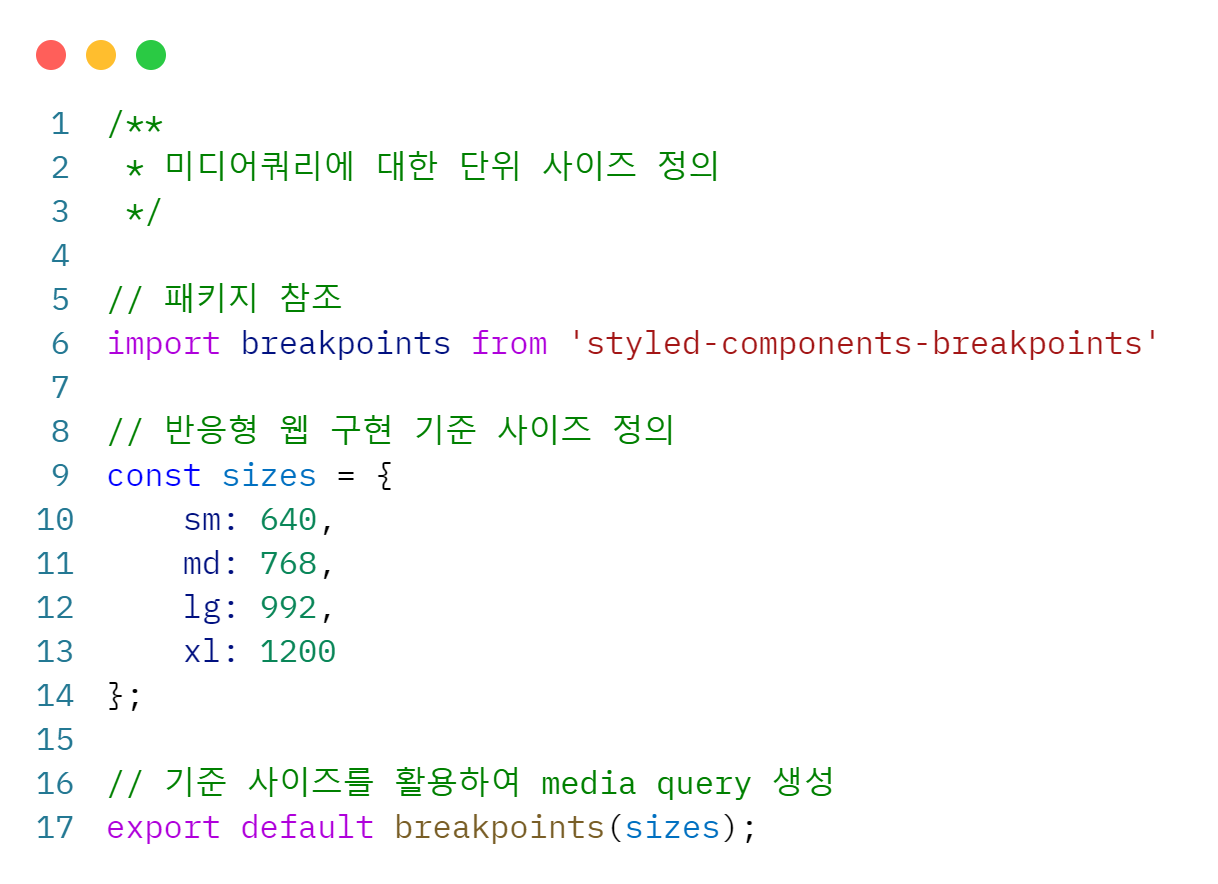 1 /**
2  * 미디어쿼리에 대한 단위 사이즈 정의
3  */
4
5 // 패키지 참조
6 import breakpoints from 'styled-components-breakpoints'
7
8 // 반응형 웹 구현 기준 사이즈 정의
9 const sizes = {
10     sm: 640,
11     md: 768,
12     lg: 992,
13     xl: 1200
14 };
15
16 // 기준 사이즈를 활용하여 media query 생성
17 export default breakpoints(sizes);